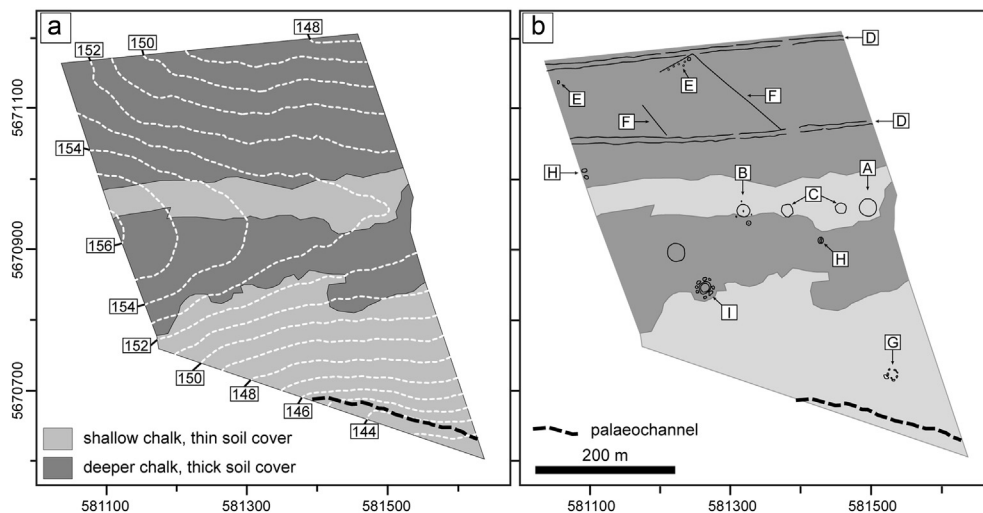 a
152
150
148
154
156
154
152
150
148
146
144
shallow chalk, thin soil cover
deeper chalk, thick soil cover
5671100
5670900
5670700
581100
581300
581500
b
D
E
E
F
F
D
H
B
C
A
H
I
G
palaeochannel
200 m
581100
581300
581500